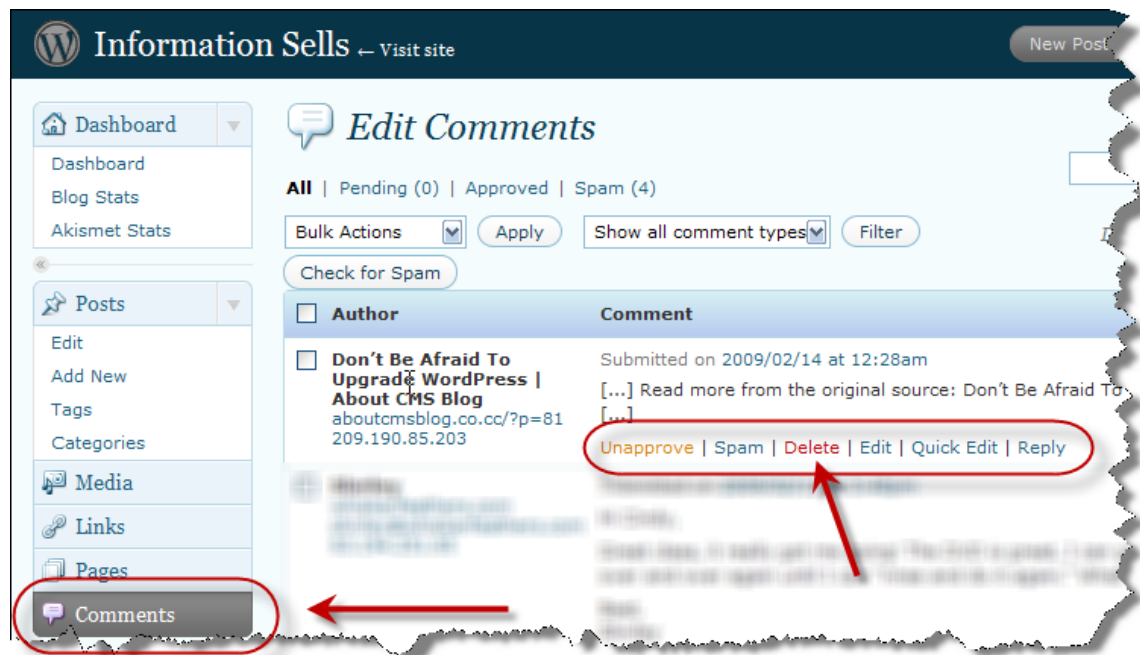 Information Sells ← Visit site
New Post
Dashboard
Dashboard
Blog Stats
Akismet Stats
Posts
Edit
Add New
Tags
Categories
Media
Links
Pages
Comments
Edit Comments
All | Pending (0) | Approved | Spam (4)
Bulk Actions Apply Show all comment types Filter
Check for Spam
Author Comment
Don't Be Afraid To
Upgrade WordPress |
About CMS Blog
aboutcmsblog.co.cc/?p=81
209.190.85.203
Submitted on 2009/02/14 at 12:28am
[...] Read more from the original source: Don't Be Afraid To
[...]
Unapprove | Spam | Delete | Edit | Quick Edit | Reply